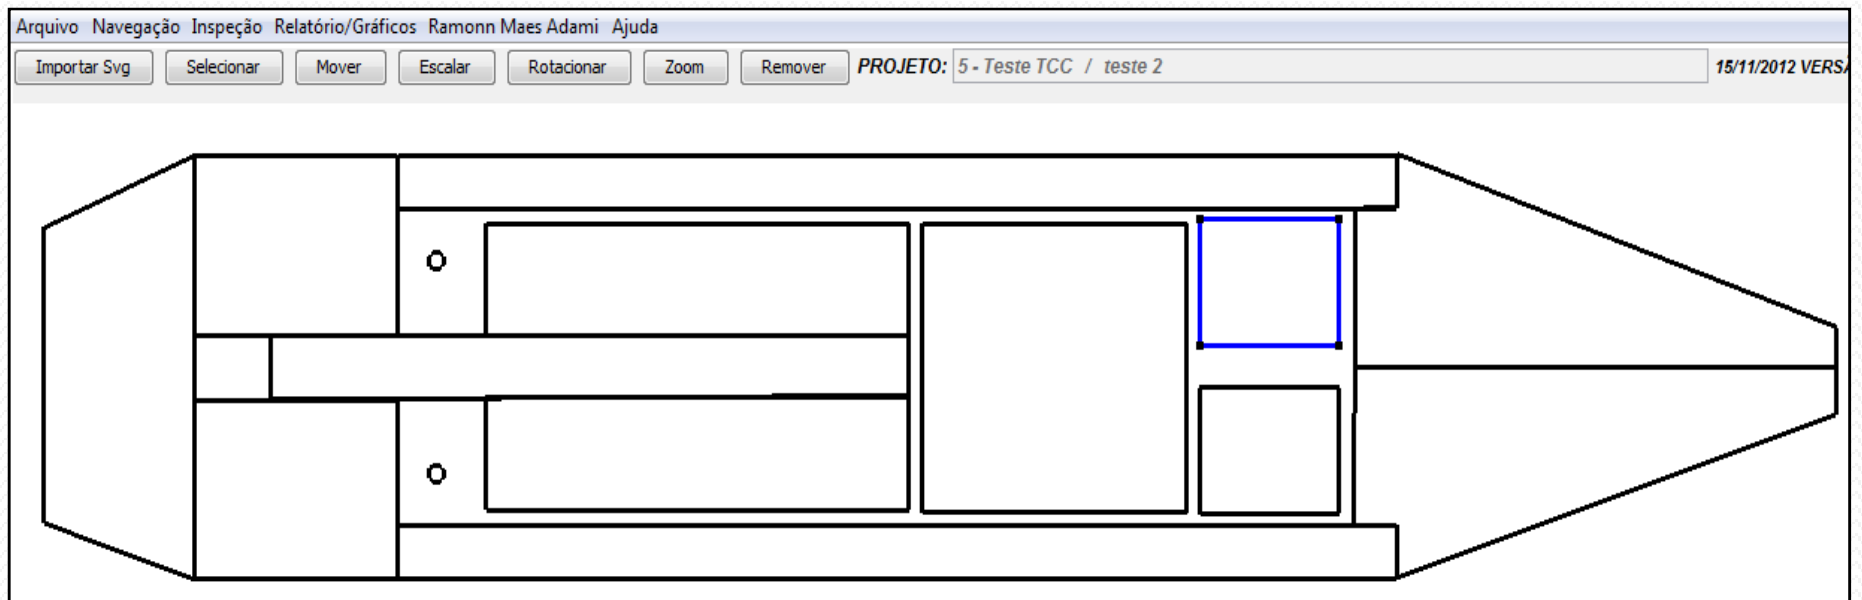 Arquivo Navegação Inspeção Relatório/Gráficos Ramonn Maes Adami Ajuda
Importar Svg Selecionar Mover Escalar Rotacionar Zoom Remover PROJETO: 5 - Teste TCC / teste 2 15/11/2012